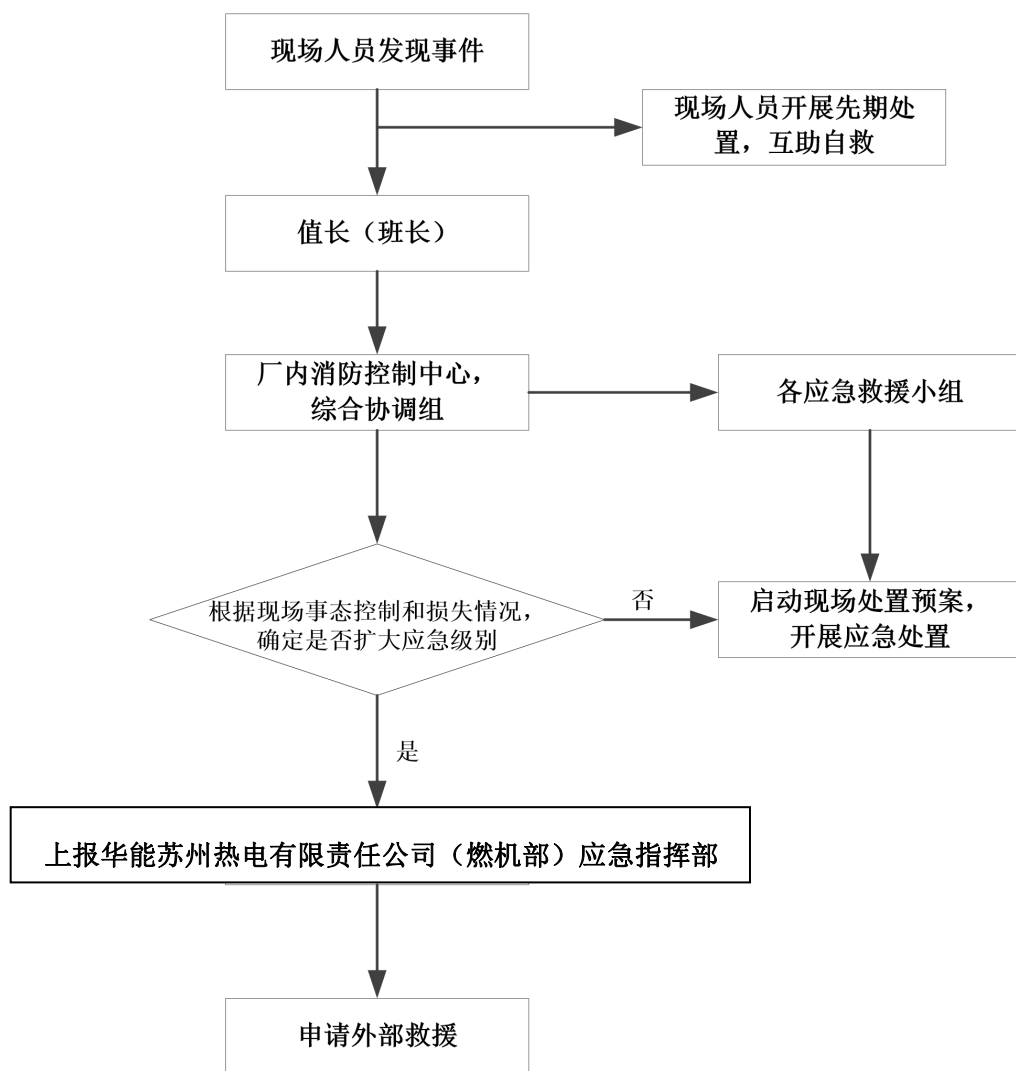 现场人员发现事件
现场人员开展先期处
置，互助自救
值长（班长）
厂内消防控制中心，
综合协调组
各应急救援小组
根据现场事态控制和损失情况，
确定是否扩大应急级别
否
启动现场处置预案，
开展应急处置
是
上报华能苏州热电有限责任公司（燃机部）应急指挥部
申请外部救援